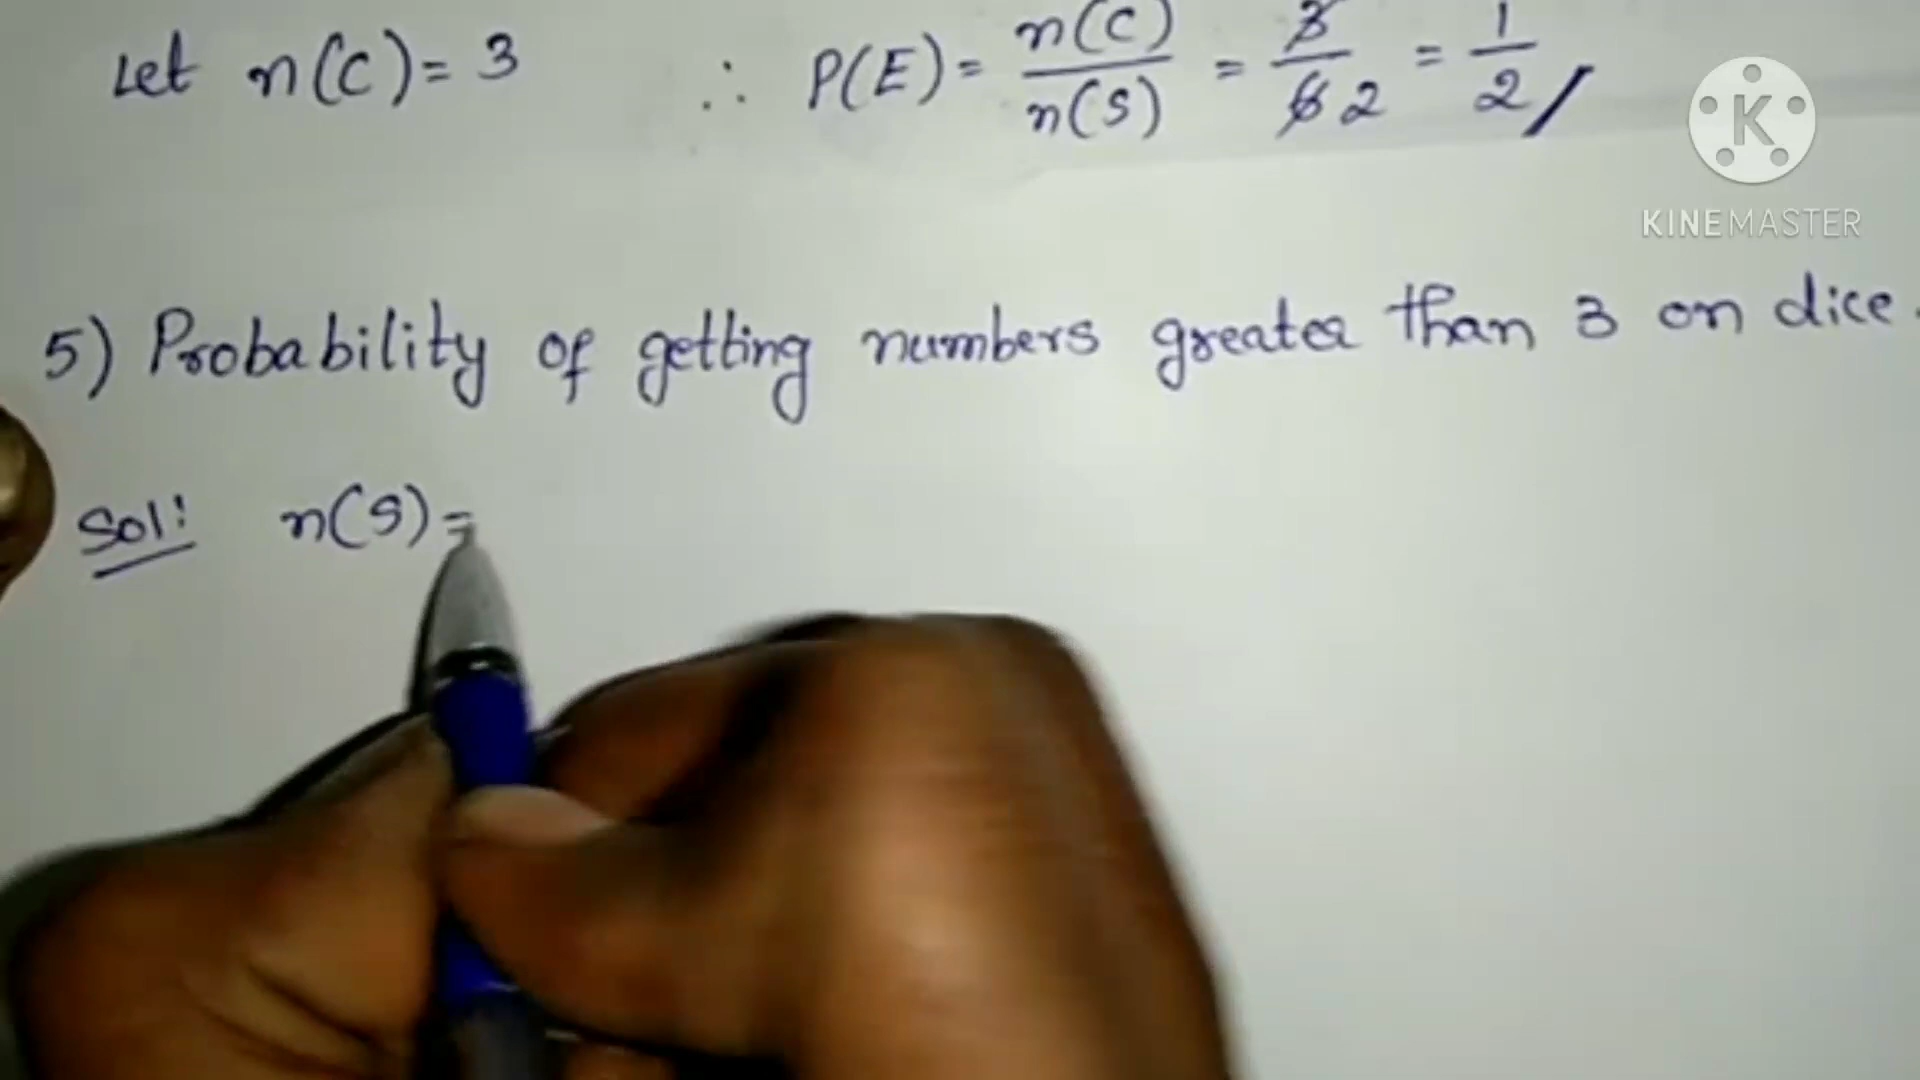 Let n(C) = 3 ∴ P(E) = n(C)/n(S) = 3/6 2 = 1/2 /
K
KINEMASTER
5) Probability of getting numbers greater than 3 on dice.
Sol: n(S) =